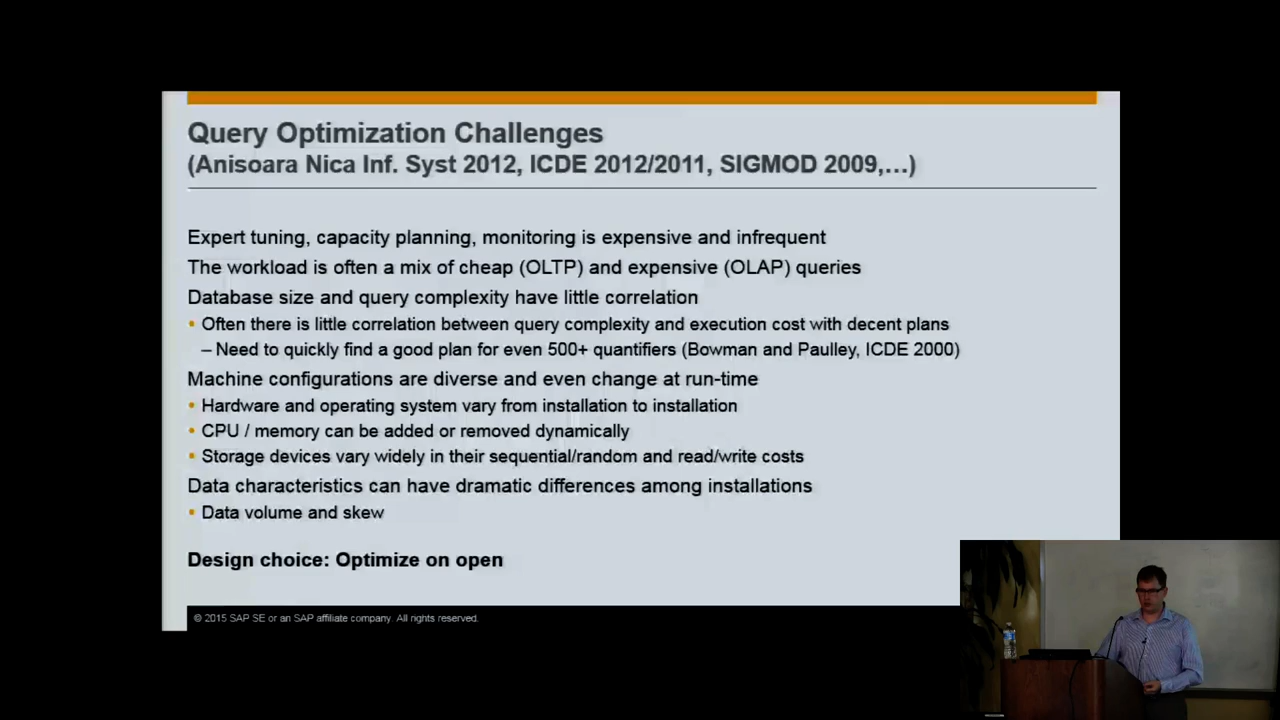 Query Optimization Challenges
(Anisoara Nica Inf. Syst 2012, ICDE 2012/2011, SIGMOD 2009,…)
Expert tuning, capacity planning, monitoring is expensive and infrequent
The workload is often a mix of cheap (OLTP) and expensive (OLAP) queries
Database size and query complexity have little correlation
• Often there is little correlation between query complexity and execution cost with decent plans
– Need to quickly find a good plan for even 500+ quantifiers (Bowman and Paulley, ICDE 2000)
Machine configurations are diverse and even change at run-time
• Hardware and operating system vary from installation to installation
• CPU / memory can be added or removed dynamically
• Storage devices vary widely in their sequential/random and read/write costs
Data characteristics can have dramatic differences among installations
• Data volume and skew
Design choice: Optimize on open
© 2015 SAP SE or an SAP affiliate company. All rights reserved.